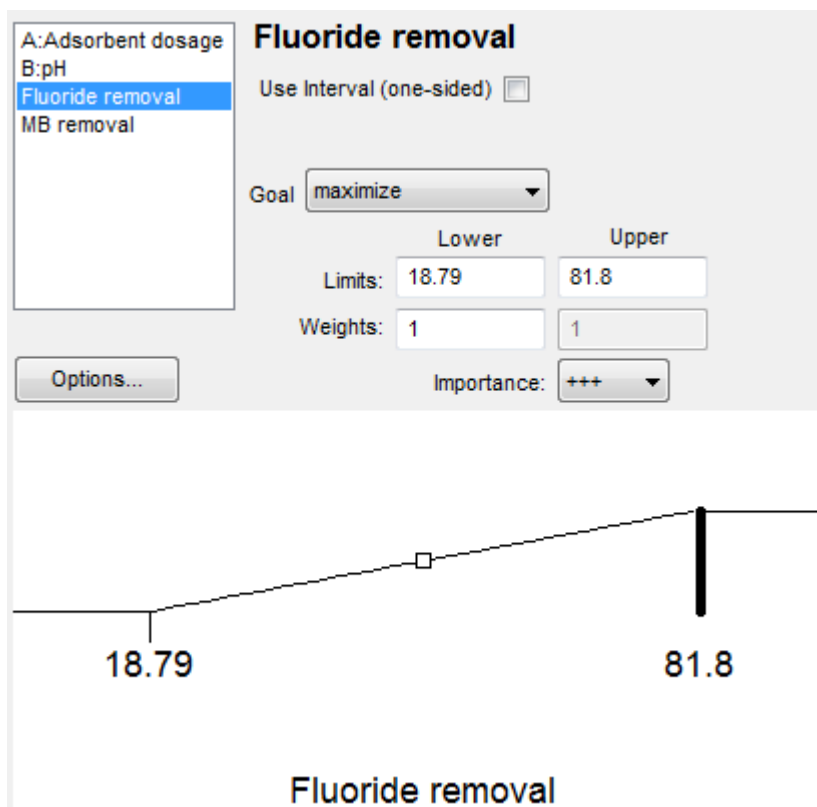 A:Adsorbent dosage
B:pH
Fluoride removal
MB removal
Fluoride removal
Use Interval (one-sided)
Goal maximize
Lower Upper
Limits: 18.79 81.8
Weights: 1 1
Options... Importance: +++
18.79 81.8
Fluoride removal